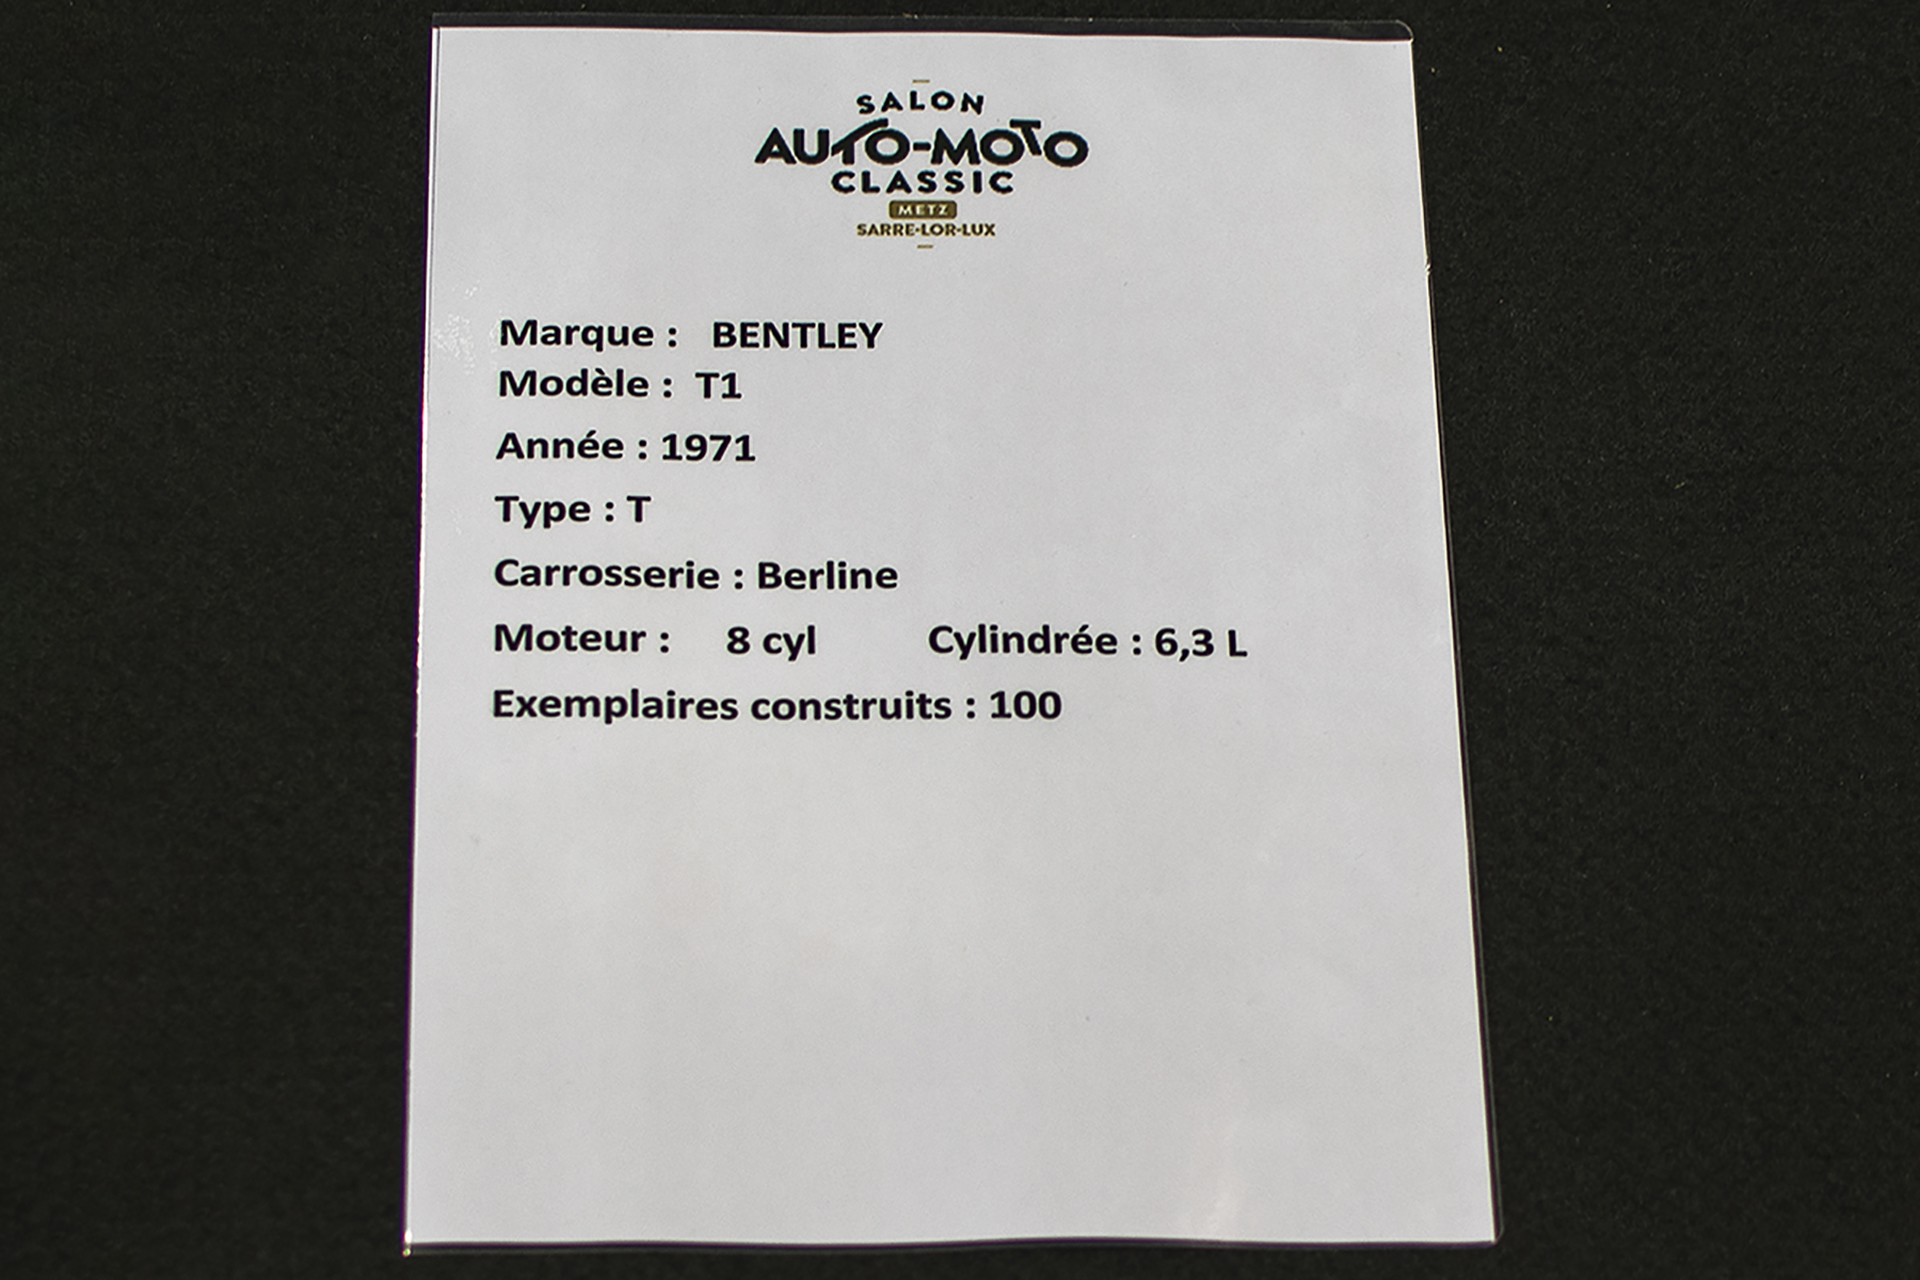 SALON
AUTO-MOTO
CLASSIC
METZ
SARRE-LOR-LUX
Marque : BENTLEY
Modèle : T1
Année : 1971
Type : T
Carrosserie : Berline
Moteur : 8 cyl Cylindrée : 6,3 L
Exemplaires construits : 100